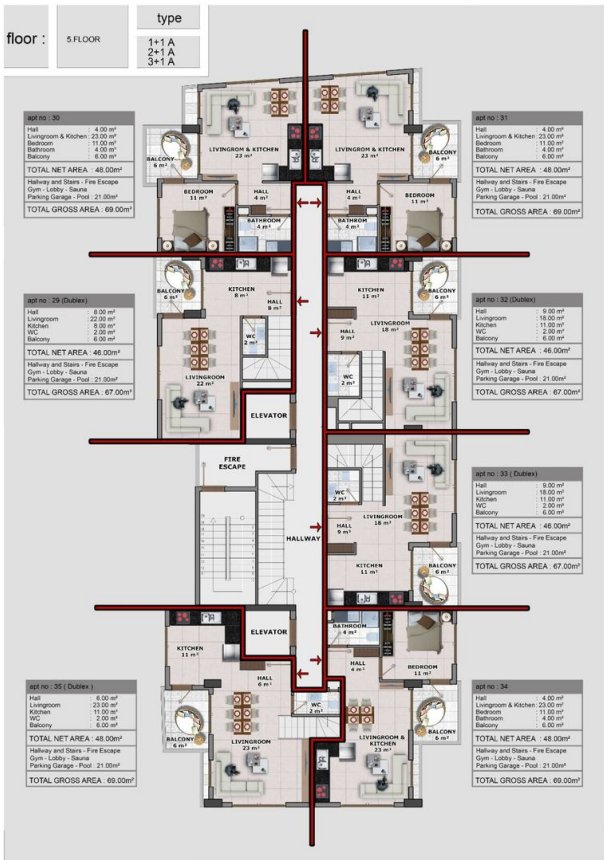 floor :
5.FLOOR
type
1+1 A
2+1 A
3+1 A
apt no : 30
Hall : 4.00 m²
Livingroom & Kitchen : 23.00 m²
Bedroom : 11.00 m²
Bathroom : 4.00 m²
Balcony : 6.00 m²
TOTAL NET AREA : 48.00m²
Hallway and Stairs - Fire Escape
Gym - Lobby - Sauna
Parking Garage - Pool : 21.00m²
TOTAL GROSS AREA : 69.00m²
apt no : 31
Hall : 4.00 m²
Livingroom & Kitchen : 23.00 m²
Bedroom : 11.00 m²
Bathroom : 4.00 m²
Balcony : 6.00 m²
TOTAL NET AREA : 48.00m²
Hallway and Stairs - Fire Escape
Gym - Lobby - Sauna
Parking Garage - Pool : 21.00m²
TOTAL GROSS AREA : 69.00m²
LIVINGROM & KITCHEN
23 m²
LIVINGROM & KITCHEN
23 m²
BALCONY
6 m²
BALCONY
6 m²
BEDROOM
11 m²
HALL
4 m²
HALL
4 m²
BEDROOM
11 m²
BATHROOM
4 m²
BATHROOM
4 m²
apt no : 29 (Dublex)
Hall : 8.00 m²
Livingroom : 22.00 m²
Kitchen : 8.00 m²
WC : 2.00 m²
Balcony : 6.00 m²
TOTAL NET AREA : 46.00m²
Hallway and Stairs - Fire Escape
Gym - Lobby - Sauna
Parking Garage - Pool : 21.00m²
TOTAL GROSS AREA : 67.00m²
apt no : 32 (Dublex)
Hall : 9.00 m²
Livingroom : 18.00 m²
Kitchen : 11.00 m²
WC : 2.00 m²
Balcony : 6.00 m²
TOTAL NET AREA : 46.00m²
Hallway and Stairs - Fire Escape
Gym - Lobby - Sauna
Parking Garage - Pool : 21.00m²
TOTAL GROSS AREA : 67.00m²
BALCONY
6 m²
KITCHEN
8 m²
HALL
8 m²
WC
2 m²
LIVINGROOM
22 m²
ELEVATOR
KITCHEN
11 m²
BALCONY
6 m²
LIVINGROOM
18 m²
HALL
9 m²
WC
2 m²
FIRE
ESCAPE
HALLWAY
WC
2 m²
LIVINGROOM
18 m²
HALL
9 m²
KITCHEN
11 m²
BALCONY
6 m²
apt no : 33 ( Dublex)
Hall : 9.00 m²
Livingroom : 18.00 m²
Kitchen : 11.00 m²
WC : 2.00 m²
Balcony : 6.00 m²
TOTAL NET AREA : 46.00m²
Hallway and Stairs - Fire Escape
Gym - Lobby - Sauna
Parking Garage - Pool : 21.00m²
TOTAL GROSS AREA : 67.00m²
ELEVATOR
BATHROOM
4 m²
KITCHEN
11 m²
HALL
4 m²
BEDROOM
11 m²
HALL
6 m²
WC
2 m²
BALCONY
6 m²
LIVINGROOM
23 m²
LIVINGROOM &
KITCHEN
23 m²
BALCONY
6 m²
apt no : 35 ( Dublex )
Hall : 6.00 m²
Livingroom : 23.00 m²
Kitchen : 11.00 m²
WC : 2.00 m²
Balcony : 6.00 m²
TOTAL NET AREA : 48.00m²
Hallway and Stairs - Fire Escape
Gym - Lobby - Sauna
Parking Garage - Pool : 21.00m²
TOTAL GROSS AREA : 69.00m²
apt no : 34
Hall : 4.00 m²
Livingroom & Kitchen : 23.00 m²
Bedroom : 11.00 m²
Bathroom : 4.00 m²
Balcony : 6.00 m²
TOTAL NET AREA : 48.00m²
Hallway and Stairs - Fire Escape
Gym - Lobby - Sauna
Parking Garage - Pool : 21.00m²
TOTAL GROSS AREA : 69.00m²